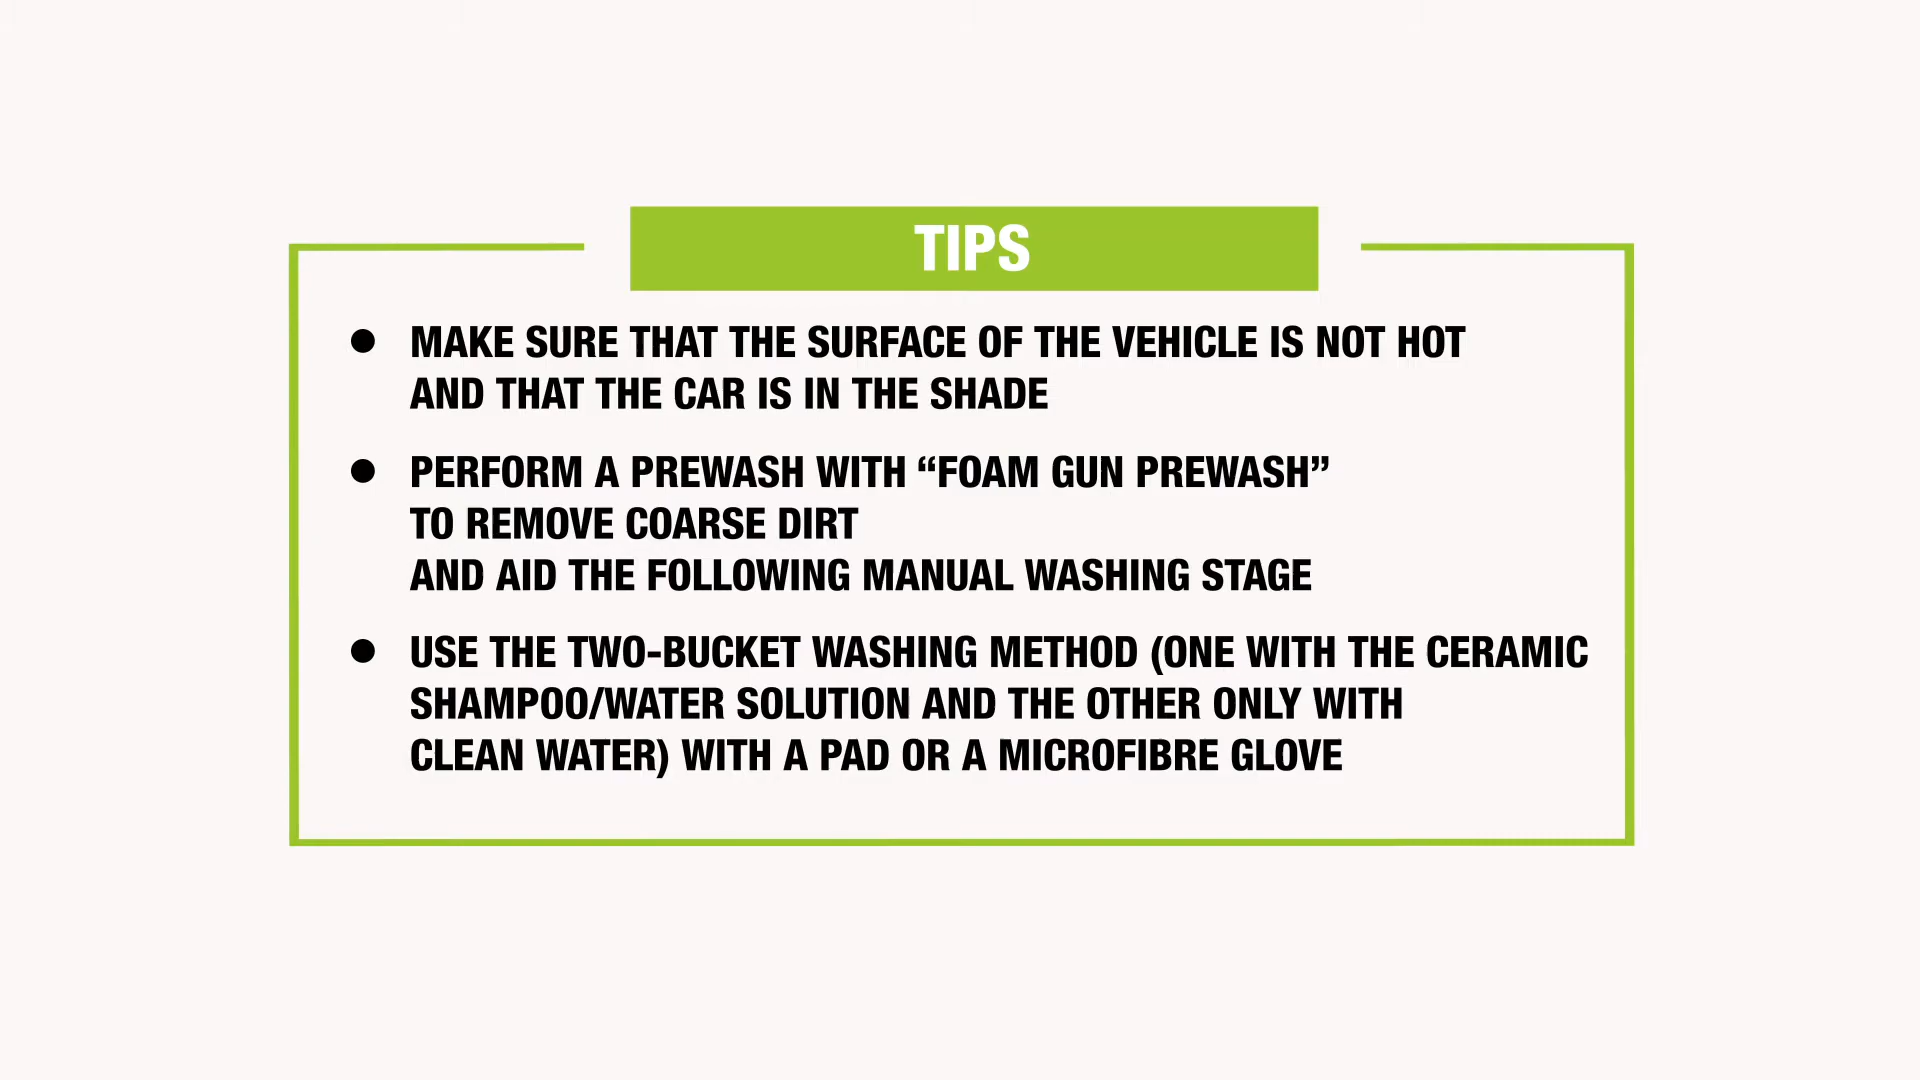 TIPS
● MAKE SURE THAT THE SURFACE OF THE VEHICLE IS NOT HOT
AND THAT THE CAR IS IN THE SHADE
● PERFORM A PREWASH WITH “FOAM GUN PREWASH”
TO REMOVE COARSE DIRT
AND AID THE FOLLOWING MANUAL WASHING STAGE
● USE THE TWO-BUCKET WASHING METHOD (ONE WITH THE CERAMIC
SHAMPOO/WATER SOLUTION AND THE OTHER ONLY WITH
CLEAN WATER) WITH A PAD OR A MICROFIBRE GLOVE